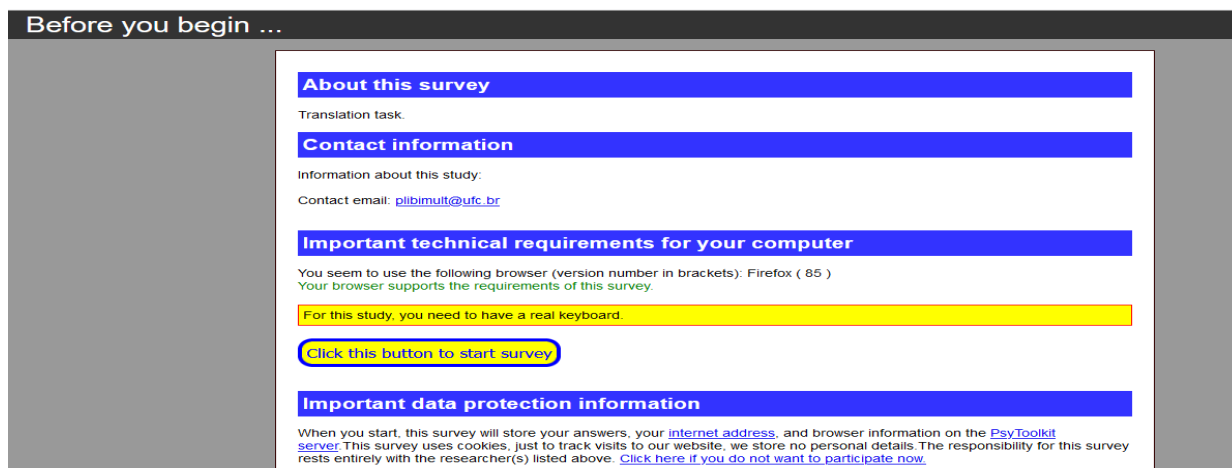 Before you begin ...
About this survey
Translation task.
Contact information
Information about this study:
Contact email: plibimult@ufc.br
Important technical requirements for your computer
You seem to use the following browser (version number in brackets): Firefox ( 85 )
Your browser supports the requirements of this survey.
For this study, you need to have a real keyboard.
Click this button to start survey
Important data protection information
When you start, this survey will store your answers, your internet address, and browser information on the PsyToolkit
server.This survey uses cookies, just to track visits to our website, we store no personal details.The responsibility for this survey
rests entirely with the researcher(s) listed above. Click here if you do not want to participate now.